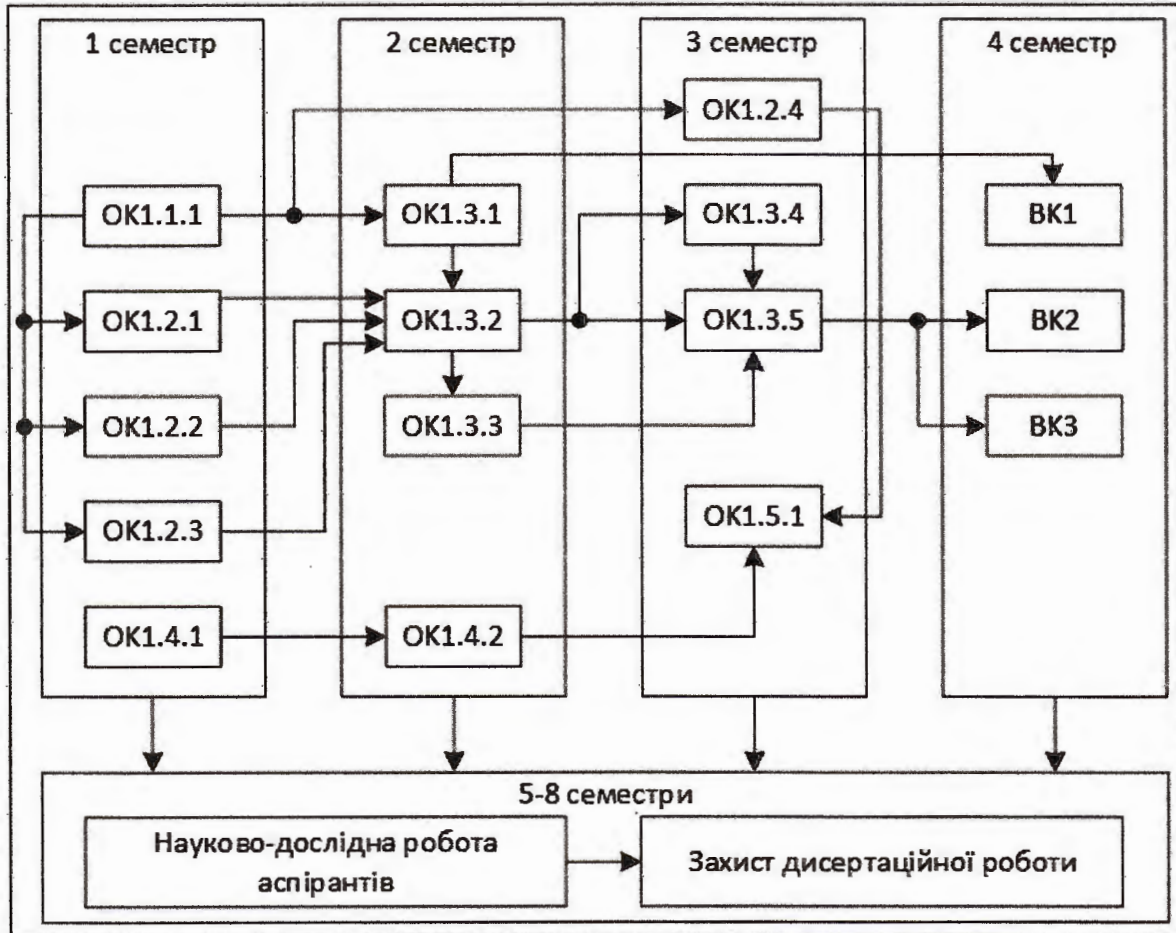 1 семестр
2 семестр
3 семестр
4 семестр
ОК1.2.4
ОК1.1.1
ОК1.3.1
ОК1.3.4
ВК1
ОК1.2.1
ОК1.3.2
ОК1.3.5
ВК2
ОК1.2.2
ОК1.3.3
ВК3
ОК1.2.3
ОК1.5.1
ОК1.4.1
ОК1.4.2
5-8 семестри
Науково-дослідна робота
аспірантів
Захист дисертаційної роботи